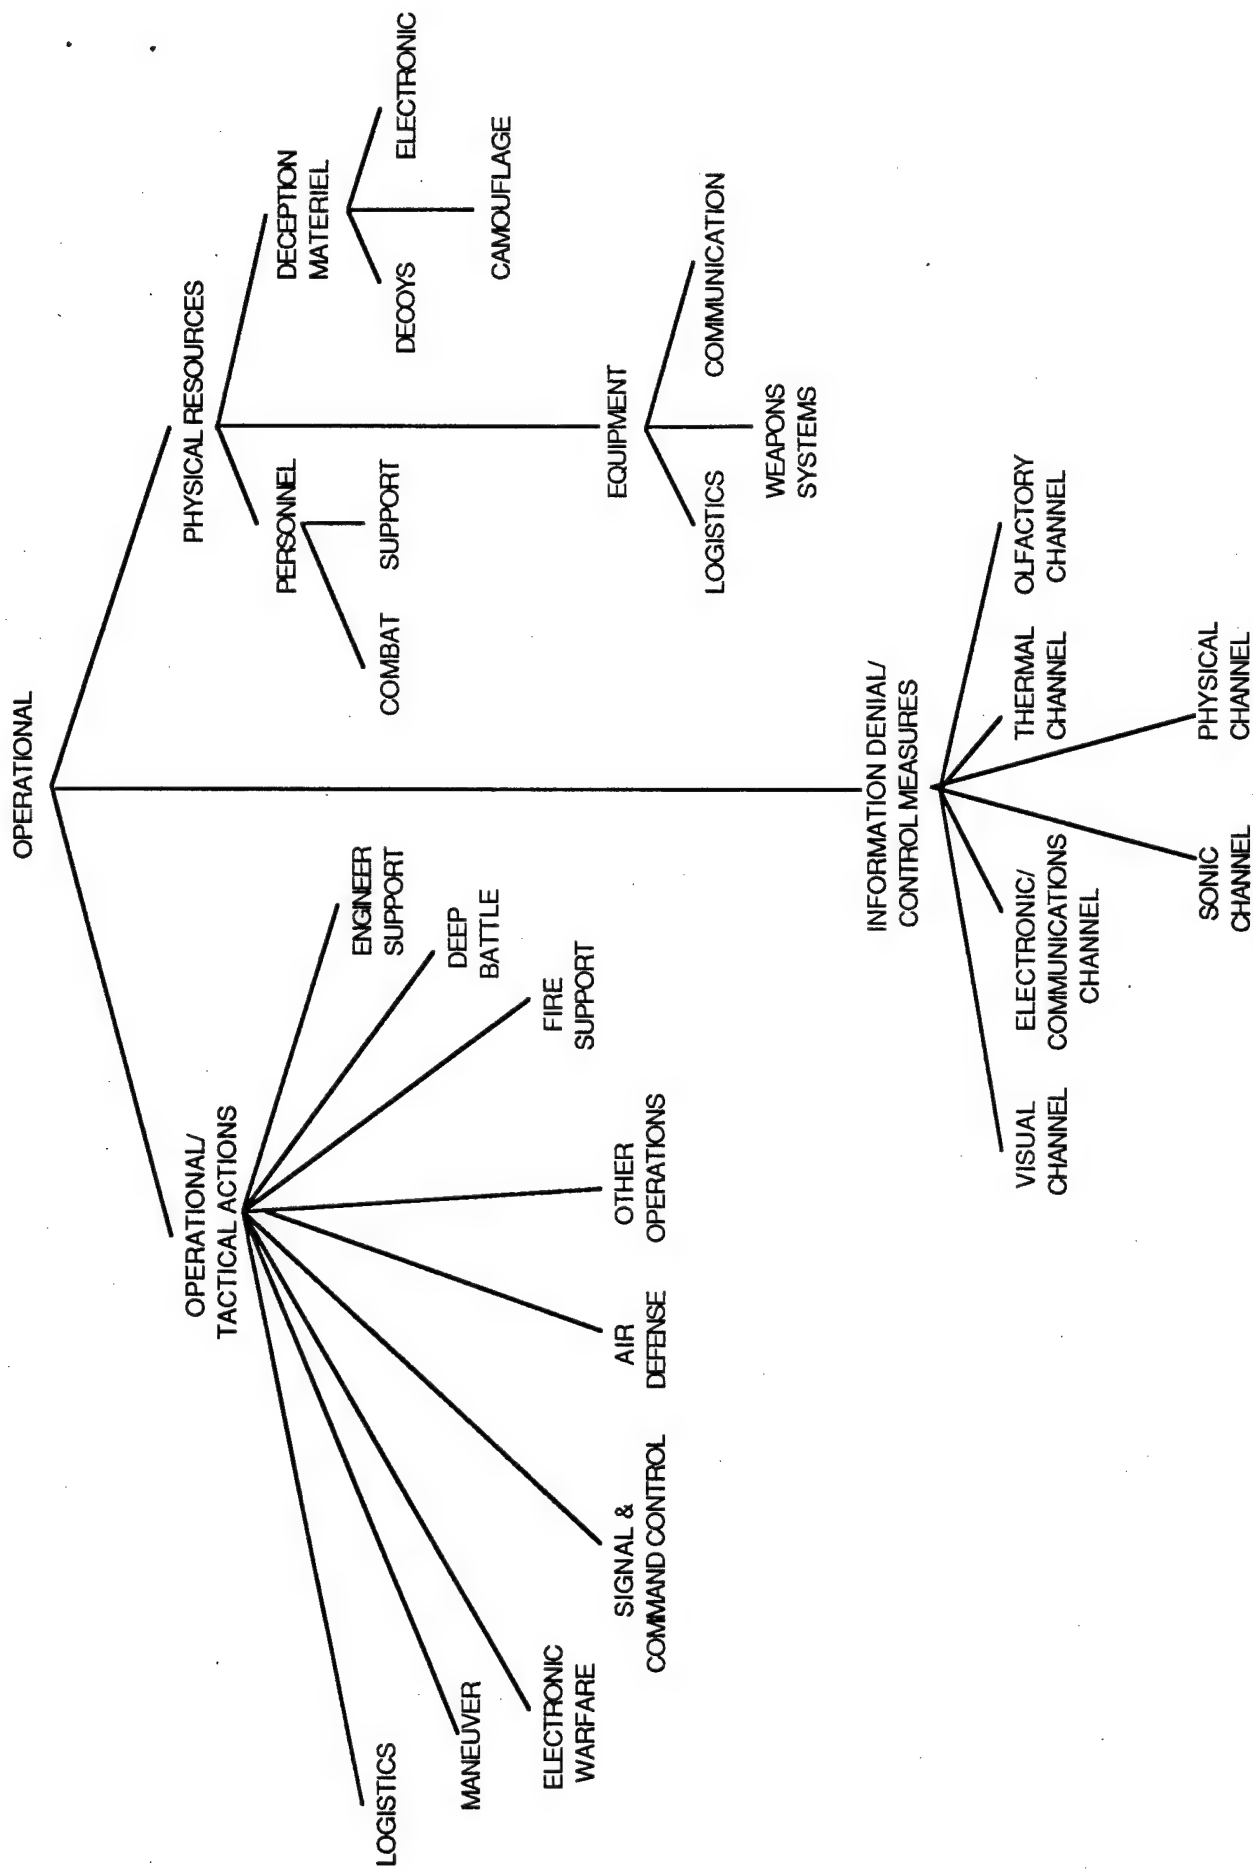 OPERATIONAL
OPERATIONAL/
TACTICAL ACTIONS
LOGISTICS
MANEUVER
ELECTRONIC
WARFARE
SIGNAL &
COMMAND CONTROL
AIR
DEFENSE
OTHER
OPERATIONS
FIRE
SUPPORT
DEEP
BATTLE
ENGINEER
SUPPORT
INFORMATION DENIAL/
CONTROL MEASURES
VISUAL
CHANNEL
ELECTRONIC/
COMMUNICATIONS
CHANNEL
SONIC
CHANNEL
PHYSICAL
CHANNEL
THERMAL
CHANNEL
OLFACTORY
CHANNEL
PHYSICAL RESOURCES
PERSONNEL
COMBAT
SUPPORT
EQUIPMENT
LOGISTICS
WEAPONS
SYSTEMS
COMMUNICATION
DECEPTION
MATERIEL
DECOYS
CAMOUFLAGE
ELECTRONIC